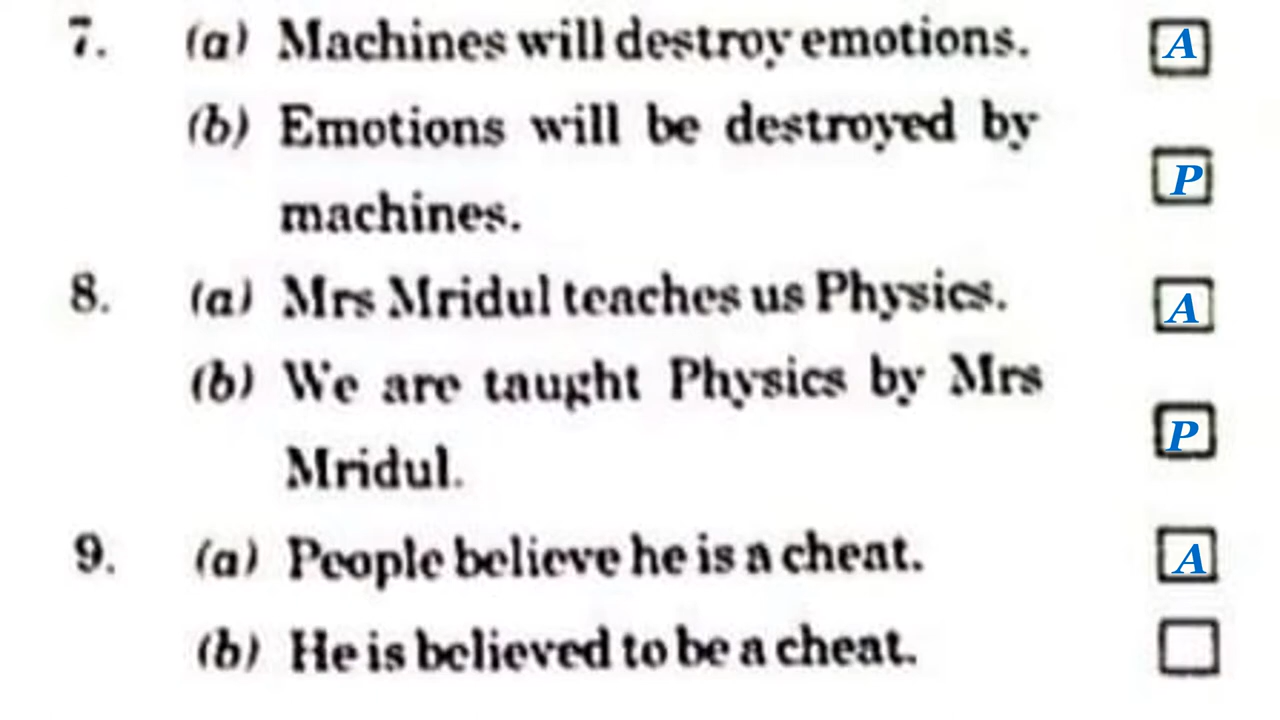 7. (a) Machines will destroy emotions. A
(b) Emotions will be destroyed by
machines. P
8. (a) Mrs Mridul teaches us Physics. A
(b) We are taught Physics by Mrs
Mridul. P
9. (a) People believe he is a cheat. A
(b) He is believed to be a cheat.